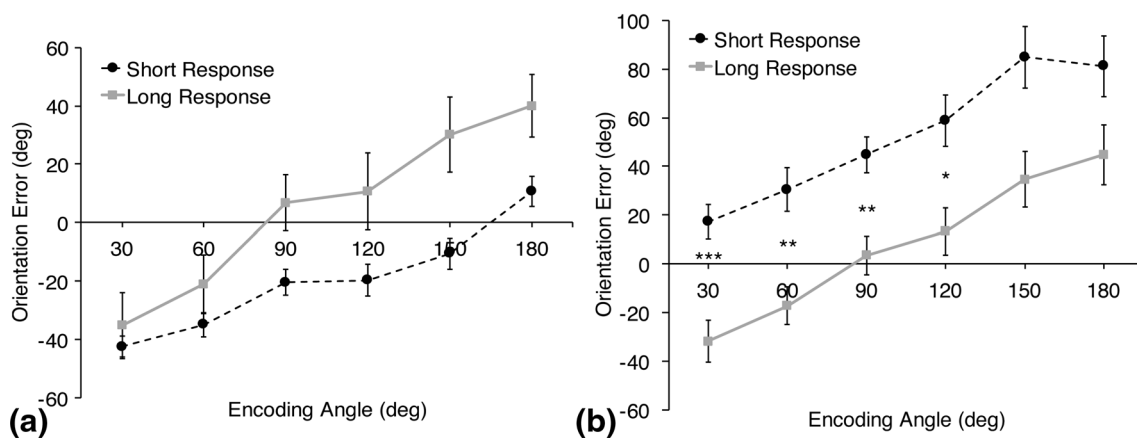 60
40
20
0
-20
-40
-60
Orientation Error (deg)
Short Response
Long Response
30 60 90 120 150 180
Encoding Angle (deg)
(a)
100
80
60
40
20
0
-20
-40
-60
Orientation Error (deg)
Short Response
Long Response
*
**
**
***
30 60 90 120 150 180
Encoding Angle (deg)
(b)